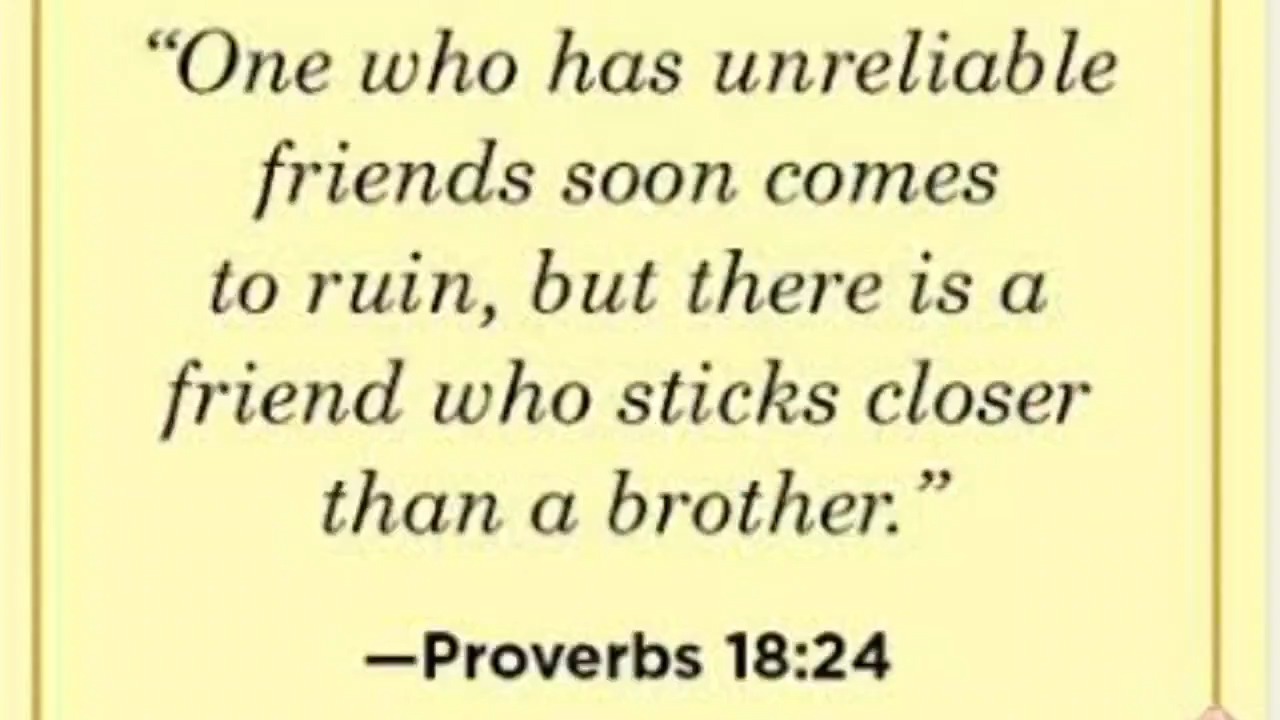 “One who has unreliable
friends soon comes
to ruin, but there is a
friend who sticks closer
than a brother.”
—Proverbs 18:24